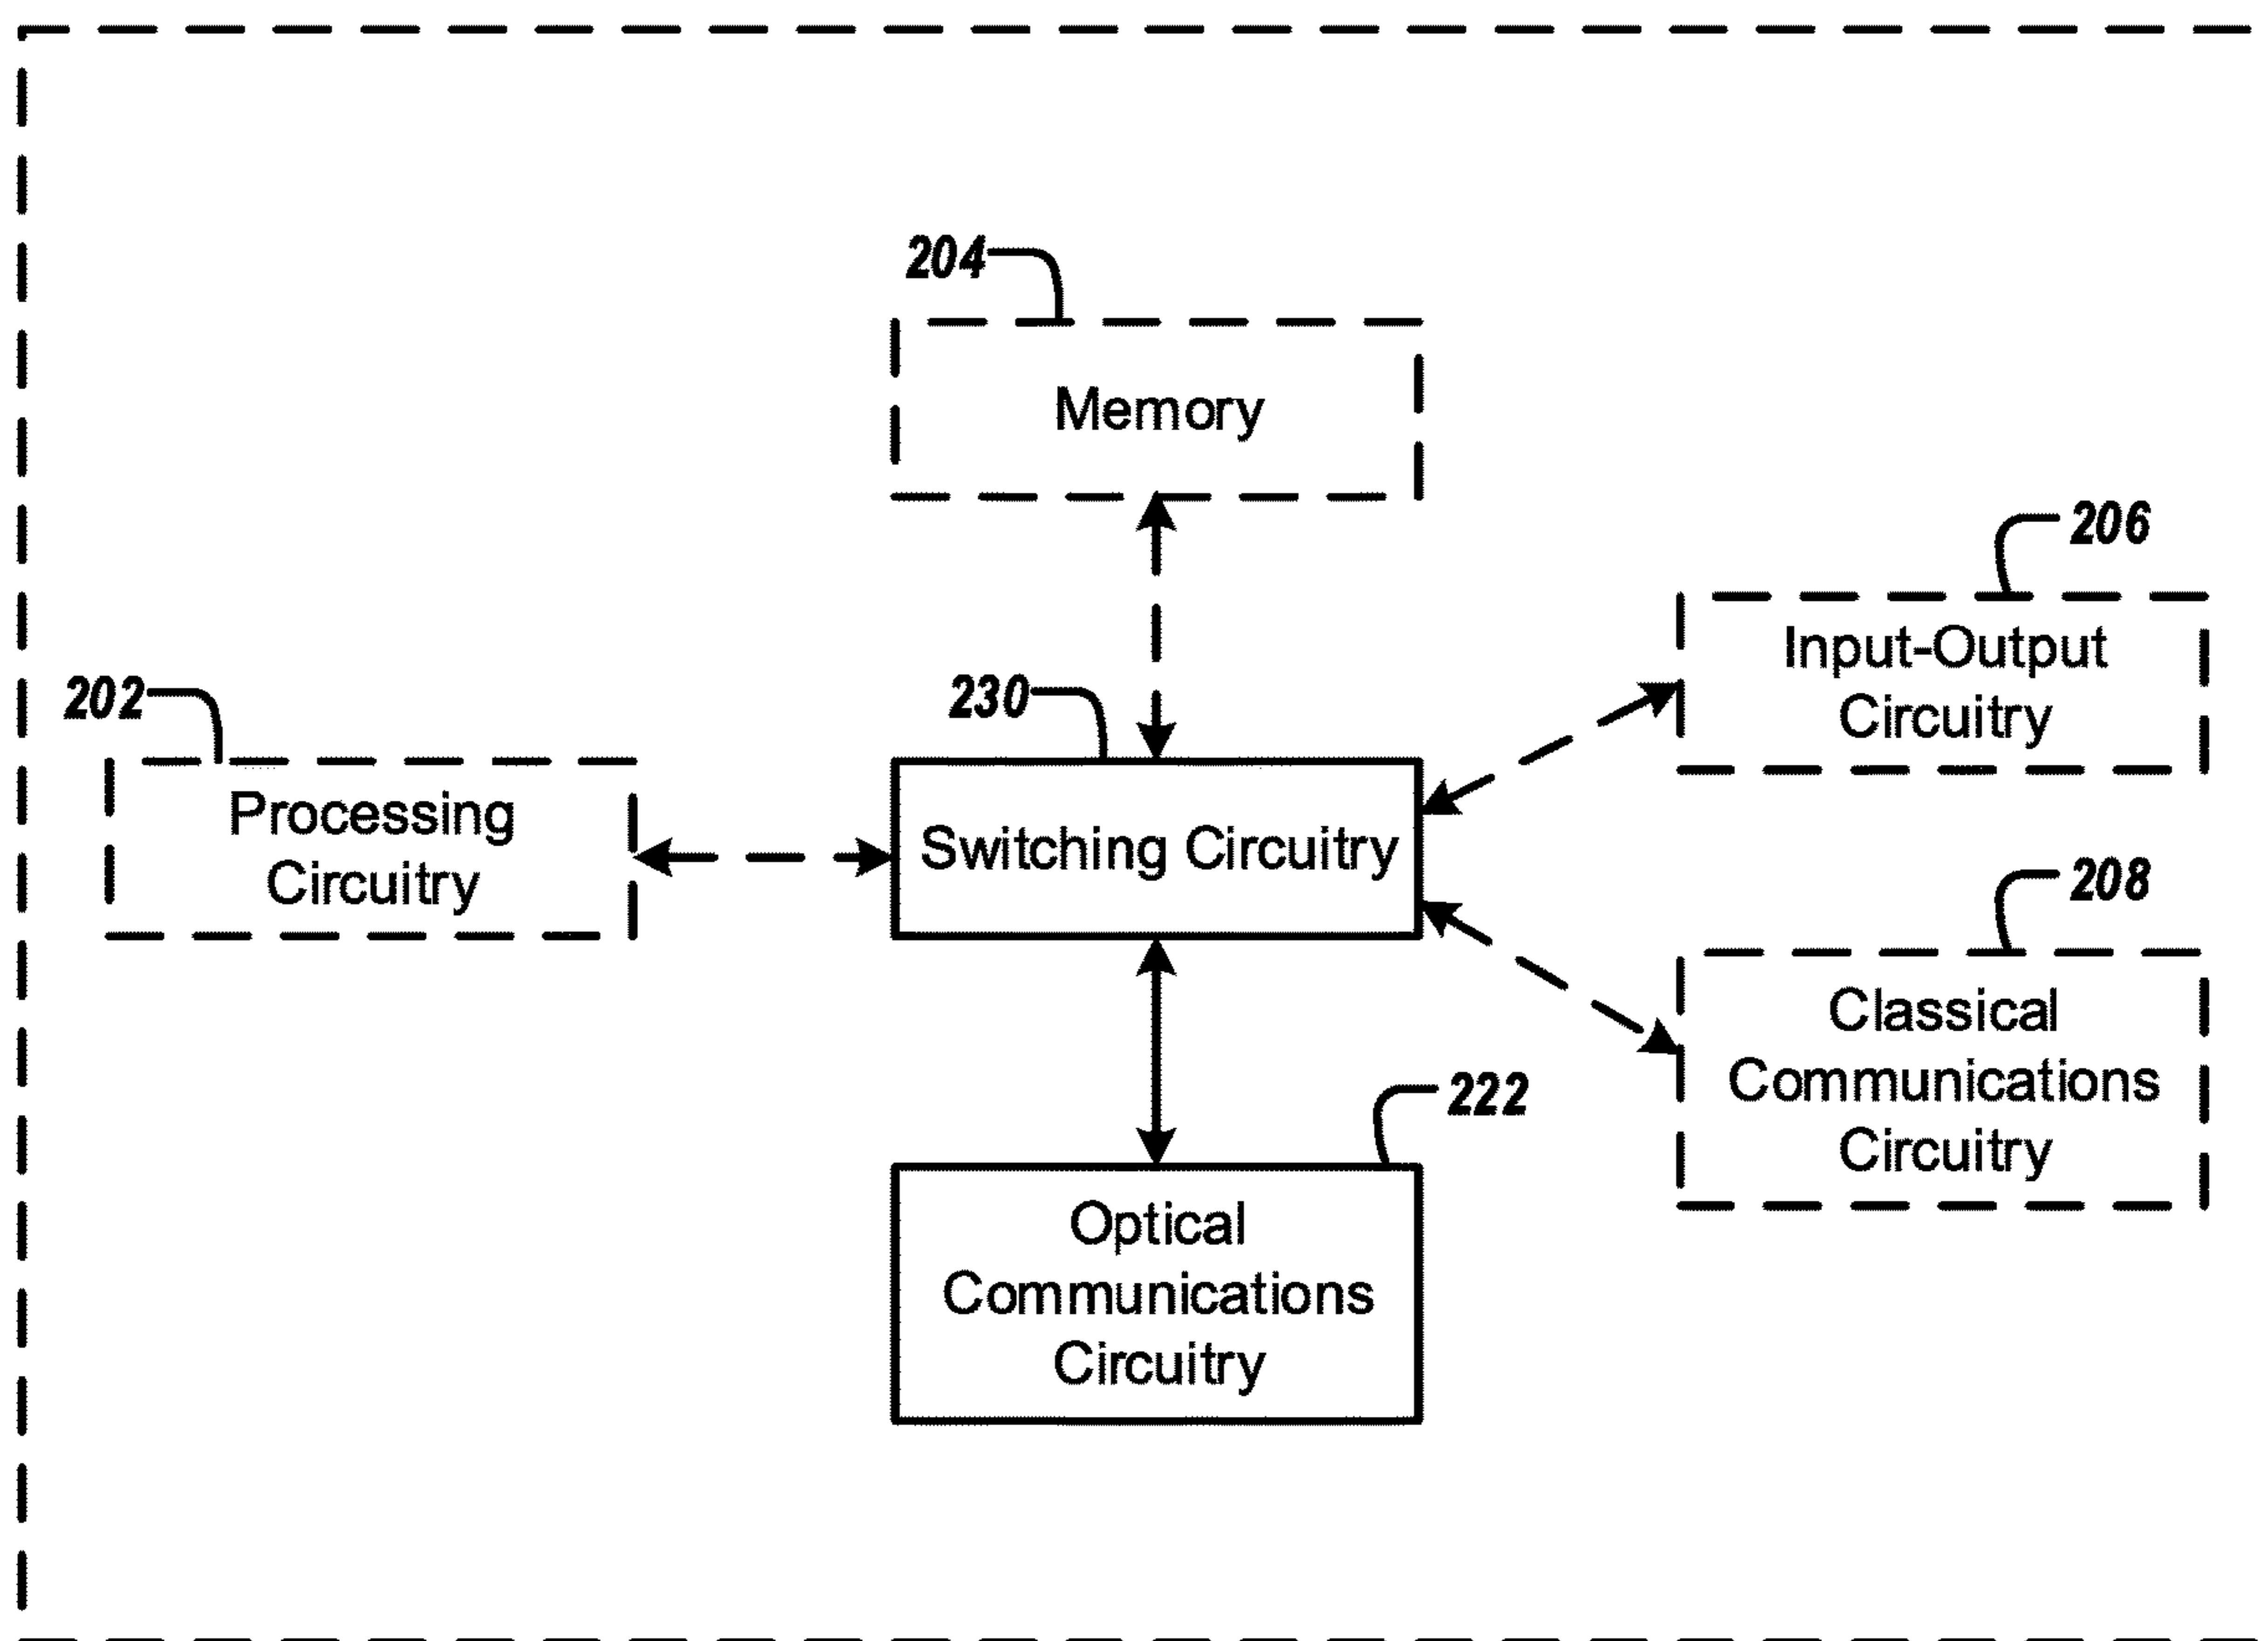 204
Memory
206
Input-Output
Circuitry
202
Processing
Circuitry
230
Switching Circuitry
208
Classical
Communications
Circuitry
222
Optical
Communications
Circuitry